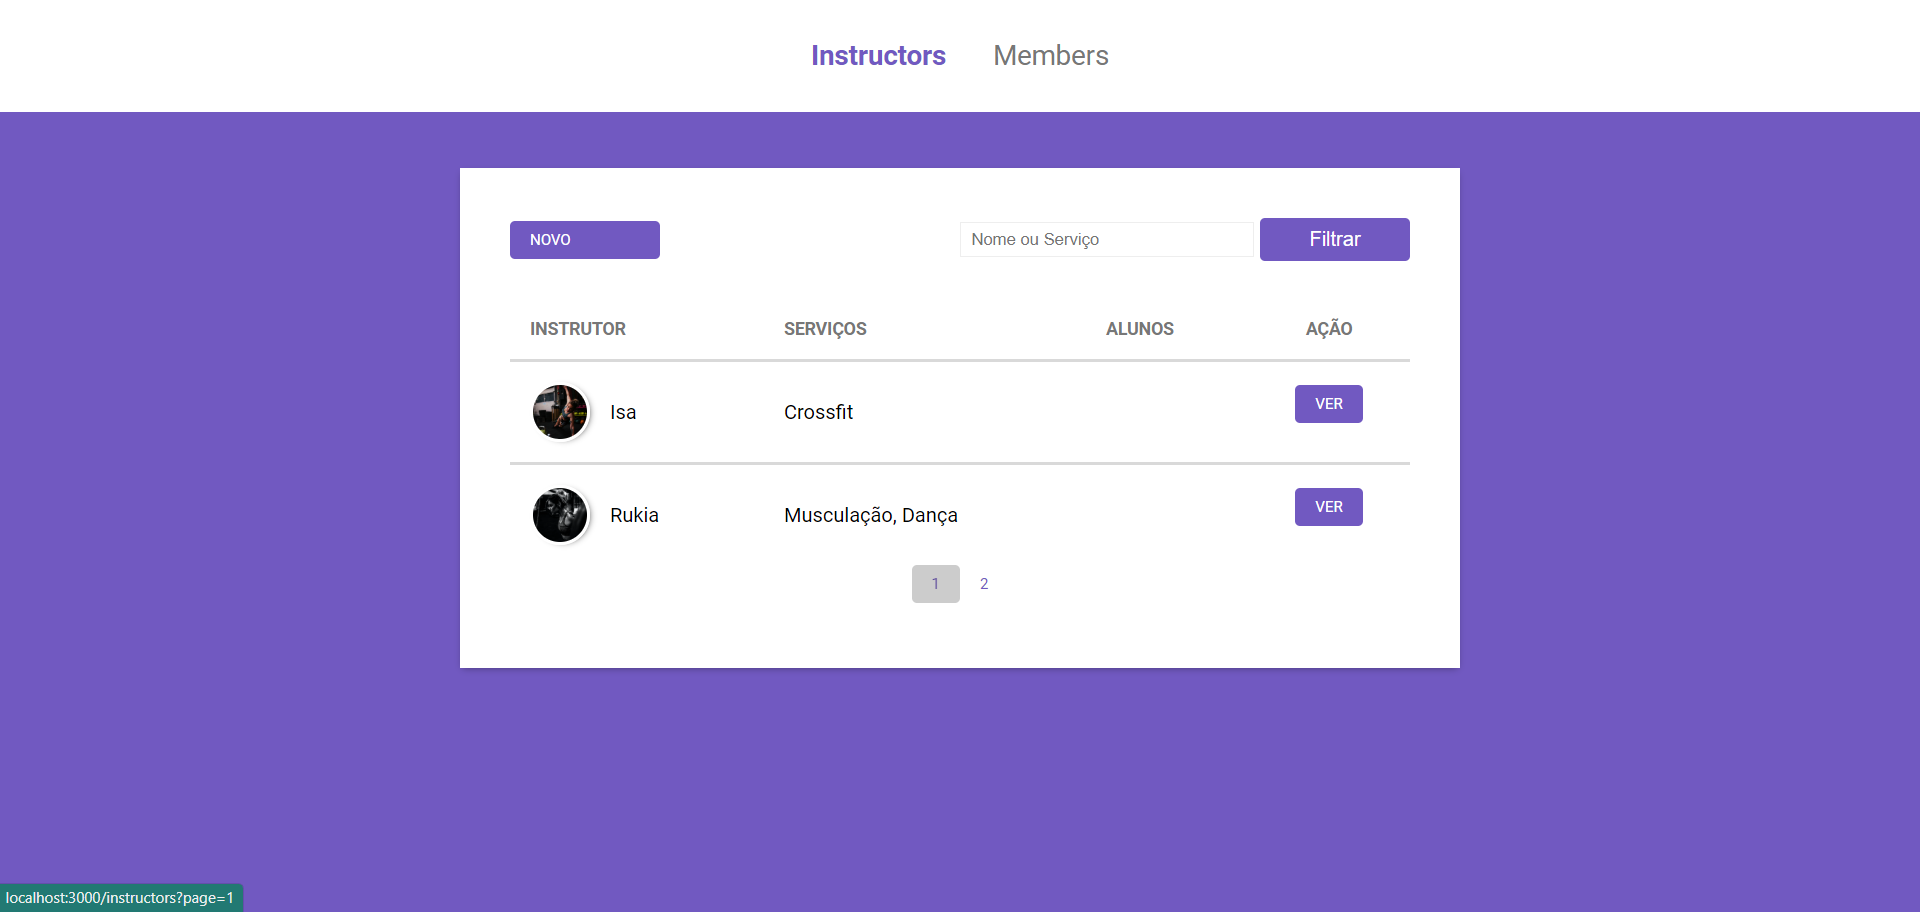 Instructors Members
NOVO Nome ou Serviço Filtrar
INSTRUTOR SERVIÇOS ALUNOS AÇÃO
Isa Crossfit VER
Rukia Musculação, Dança VER
1 2
localhost:3000/instructors?page=1